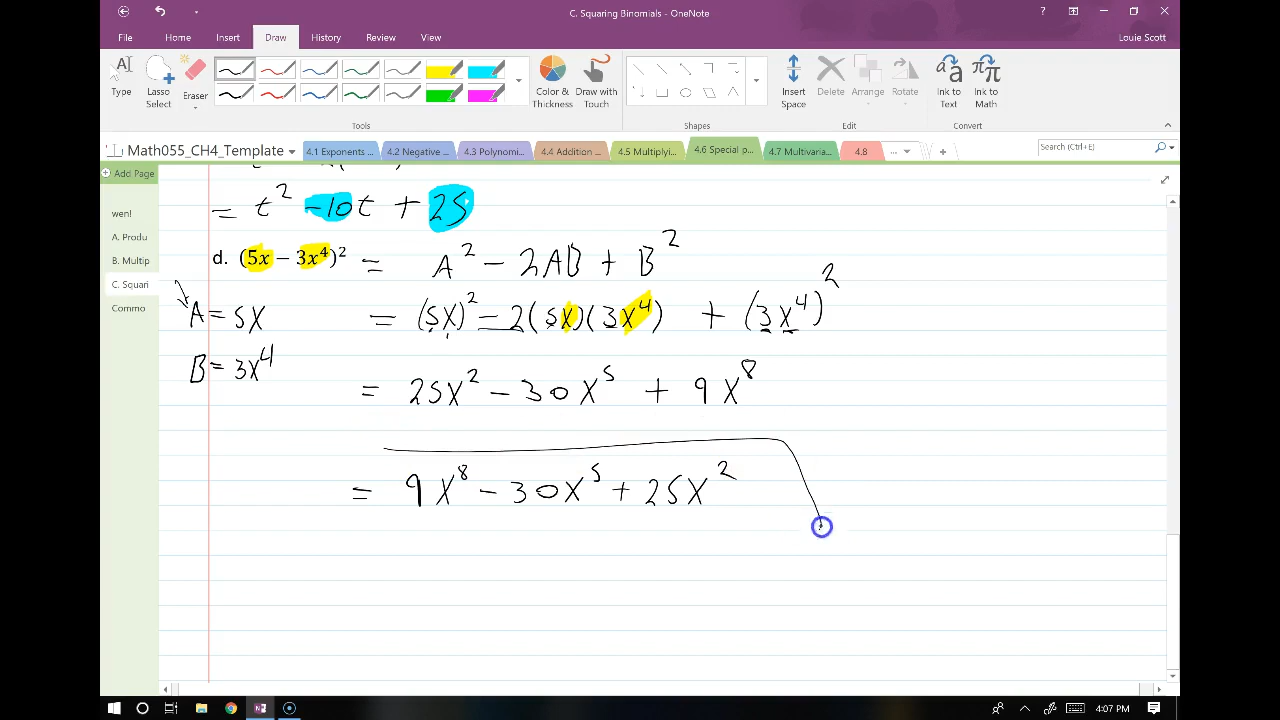 C. Squaring Binomials - OneNote
?
File Home Insert Draw History Review View
Louie Scott
Type Lasso Select Eraser Color & Thickness Draw with Touch Insert Space Delete Arrange Rotate Ink to Text Ink to Math
Tools Shapes Edit Convert
Math055_CH4_Template 4.1 Exponents ... 4.2 Negative ... 4.3 Polynomi... 4.4 Addition ... 4.5 Multiplyi... 4.6 Special p... 4.7 Multivaria... 4.8 ... Search (Ctrl+E)
Add Page
wen!
A. Produ
B. Multip
C. Squari
Commo
= t² -10t + 25
d. (5x − 3x⁴)² = A² - 2AB + B²
A = 5X = (5X)² - 2(5X)(3X⁴) + (3X⁴)²
B = 3X⁴
= 25X² - 30X⁵ + 9X⁸
= 9X⁸ - 30X⁵ + 25X²
4:07 PM